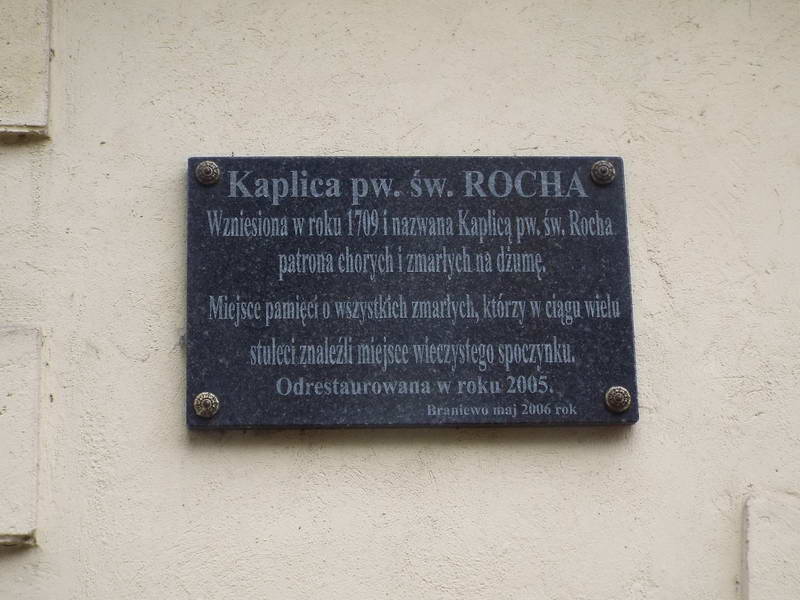 Kaplica pw. św. ROCHA
Wzniesiona w roku 1709 i nazwana Kaplicą pw. św. Rocha
patrona chorych i zmarłych na dżumę.
Miejsce pamięci o wszystkich zmarłych, którzy w ciągu wielu
stuleci znaleźli miejsce wieczystego spoczynku.
Odrestaurowana w roku 2005.
Braniewo maj 2006 rok